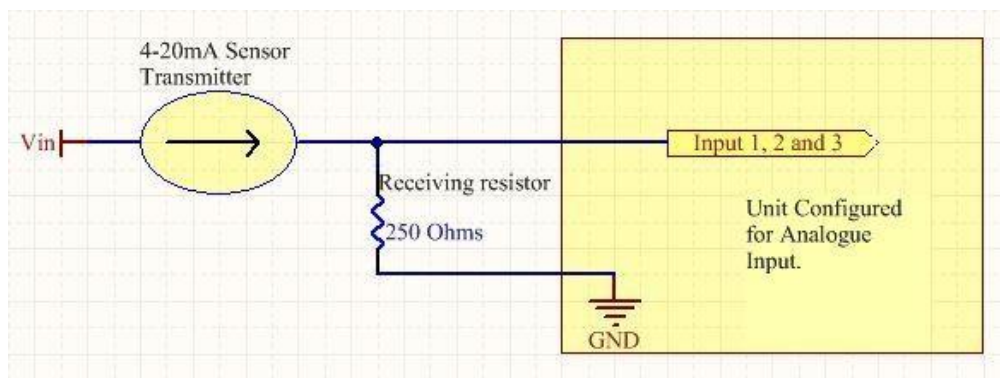 4-20mA Sensor
Transmitter
Vin
Input 1, 2 and 3
Receiving resistor
250 Ohms
Unit Configured
for Analogue
Input.
GND